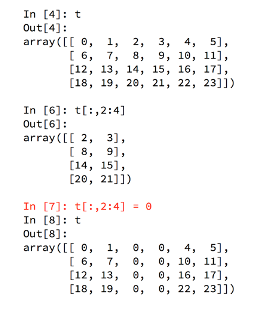 In [4]: t
Out[4]:
array([[ 0,  1,  2,  3,  4,  5],
       [ 6,  7,  8,  9, 10, 11],
       [12, 13, 14, 15, 16, 17],
       [18, 19, 20, 21, 22, 23]])
In [6]: t[:,2:4]
Out[6]:
array([[ 2,  3],
       [ 8,  9],
       [14, 15],
       [20, 21]])
In [7]: t[:,2:4] = 0
In [8]: t
Out[8]:
array([[ 0,  1,  0,  0,  4,  5],
       [ 6,  7,  0,  0, 10, 11],
       [12, 13,  0,  0, 16, 17],
       [18, 19,  0,  0, 22, 23]])